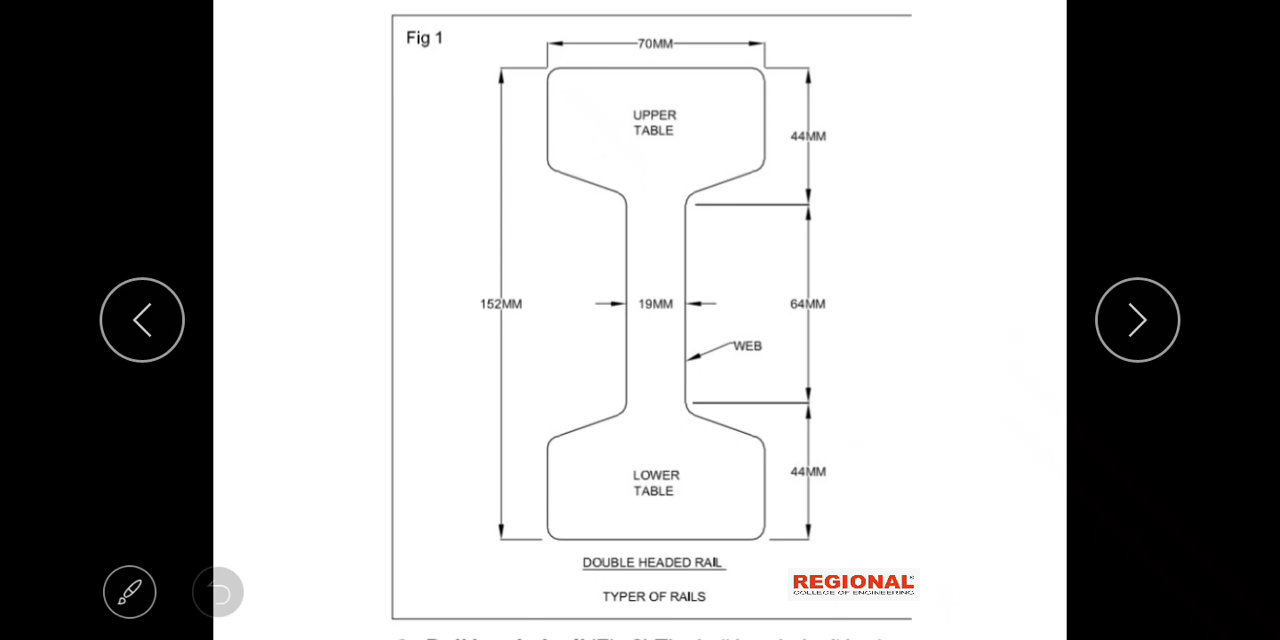 Fig 1
70MM
UPPER
TABLE
44MM
152MM
19MM
64MM
WEB
LOWER
TABLE
44MM
DOUBLE HEADED RAIL
REGIONAL
COLLEGE OF ENGINEERING
TYPER OF RAILS